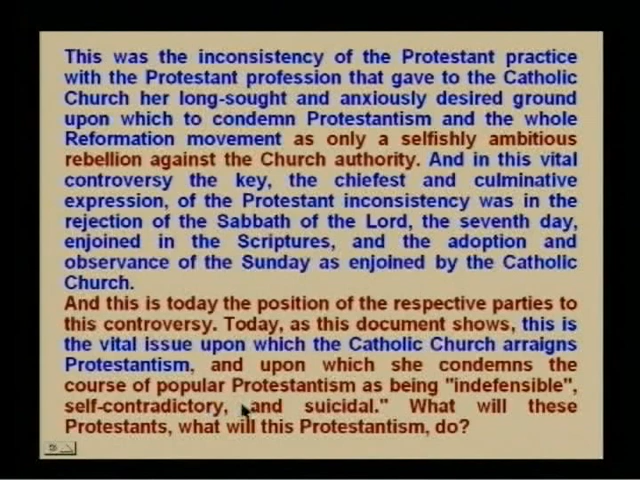 This was the inconsistency of the Protestant practice
with the Protestant profession that gave to the Catholic
Church her long-sought and anxiously desired ground
upon which to condemn Protestantism and the whole
Reformation movement as only a selfishly ambitious
rebellion against the Church authority. And in this vital
controversy the key, the chiefest and culminative
expression, of the Protestant inconsistency was in the
rejection of the Sabbath of the Lord, the seventh day,
enjoined in the Scriptures, and the adoption and
observance of the Sunday as enjoined by the Catholic
Church.
And this is today the position of the respective parties to
this controversy. Today, as this document shows, this is
the vital issue upon which the Catholic Church arraigns
Protestantism, and upon which she condemns the
course of popular Protestantism as being "indefensible",
self-contradictory, and suicidal." What will these
Protestants, what will this Protestantism, do?